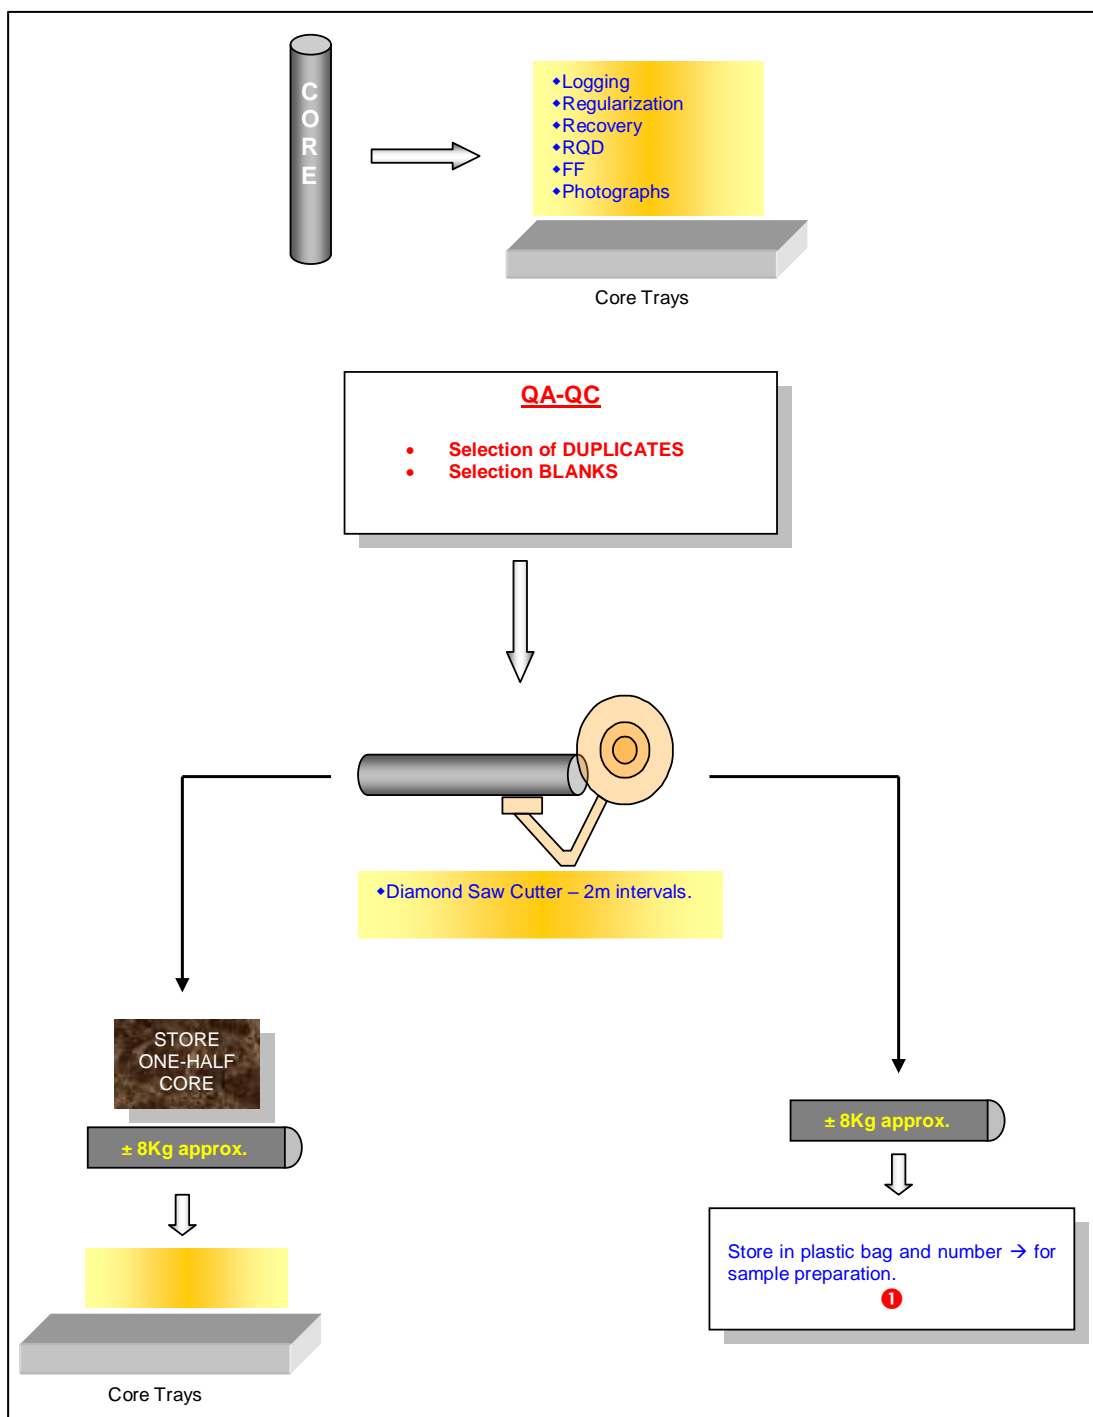 CORE
◆Logging
◆Regularization
◆Recovery
◆RQD
◆FF
◆Photographs
Core Trays
QA-QC
• Selection of DUPLICATES
• Selection BLANKS
◆Diamond Saw Cutter – 2m intervals.
STORE
ONE-HALF
CORE
± 8Kg approx.
± 8Kg approx.
Store in plastic bag and number → for
sample preparation.
❶
Core Trays